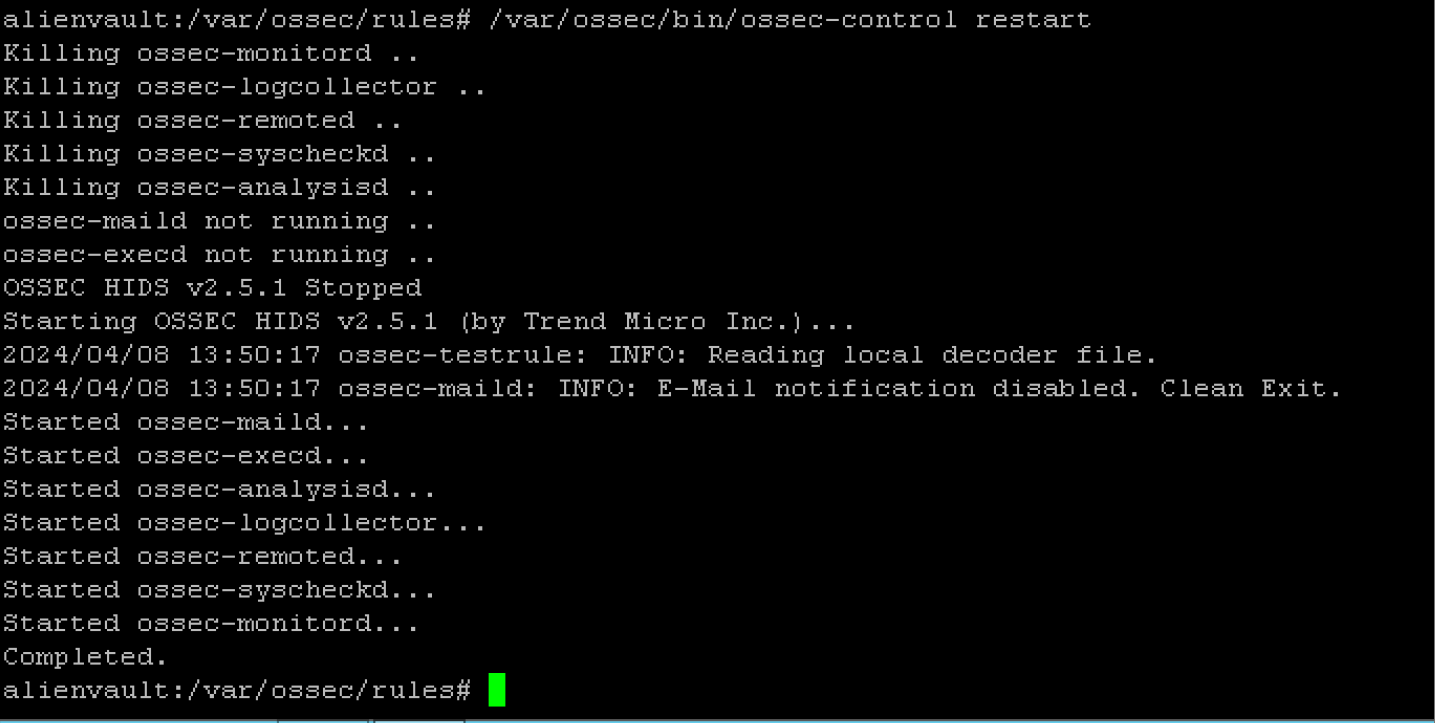 alienvault:/var/ossec/rules# /var/ossec/bin/ossec-control restart
Killing ossec-monitord ..
Killing ossec-logcollector ..
Killing ossec-remoted ..
Killing ossec-syscheckd ..
Killing ossec-analysisd ..
ossec-maild not running ..
ossec-execd not running ..
OSSEC HIDS v2.5.1 Stopped
Starting OSSEC HIDS v2.5.1 (by Trend Micro Inc.)...
2024/04/08 13:50:17 ossec-testrule: INFO: Reading local decoder file.
2024/04/08 13:50:17 ossec-maild: INFO: E-Mail notification disabled. Clean Exit.
Started ossec-maild...
Started ossec-execd...
Started ossec-analysisd...
Started ossec-logcollector...
Started ossec-remoted...
Started ossec-syscheckd...
Started ossec-monitord...
Completed.
alienvault:/var/ossec/rules#